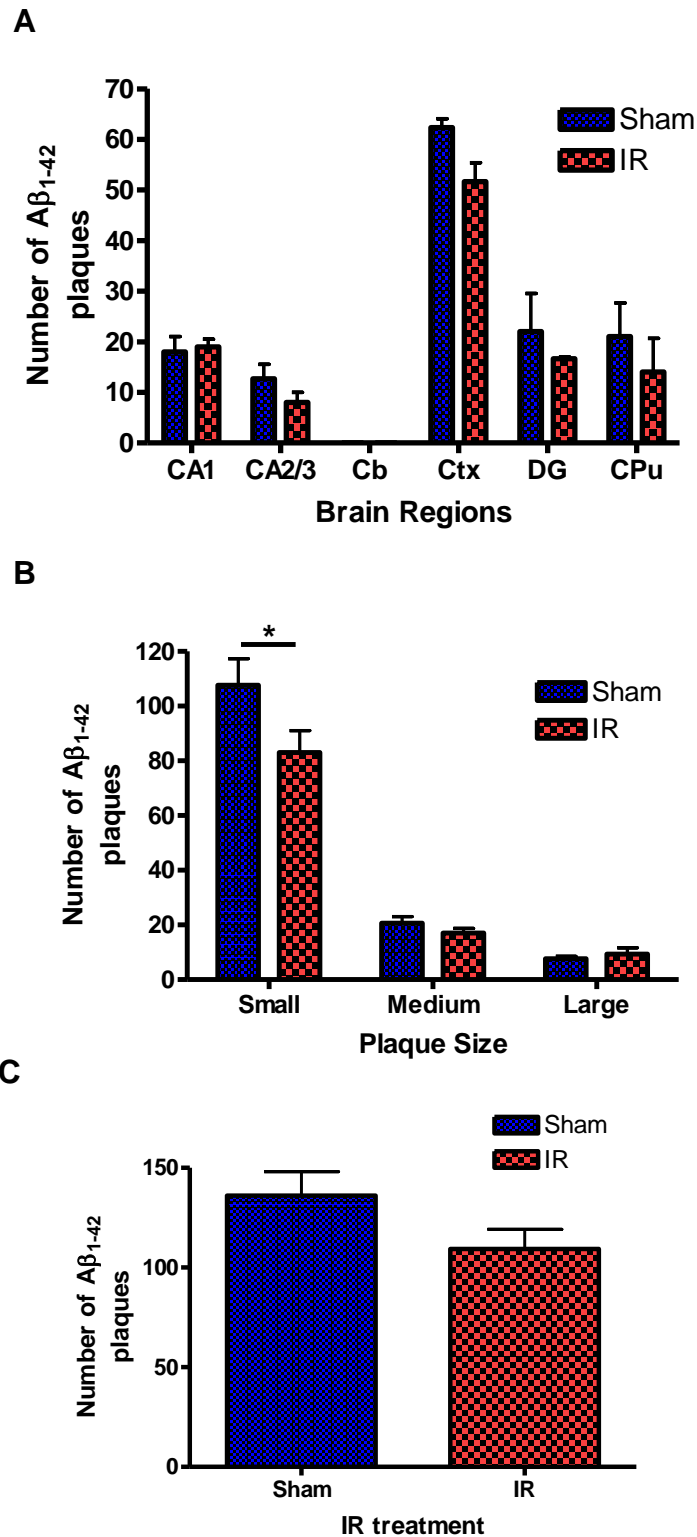 A
Number of Aβ1-42
plaques
70
60
50
40
30
20
10
0
Sham
IR
CA1 CA2/3 Cb Ctx DG CPu
Brain Regions
B
*
Number of Aβ1-42
plaques
120
100
80
60
40
20
0
Sham
IR
Small Medium Large
Plaque Size
C
Sham
IR
Number of Aβ1-42
plaques
150
100
50
0
Sham IR
IR treatment